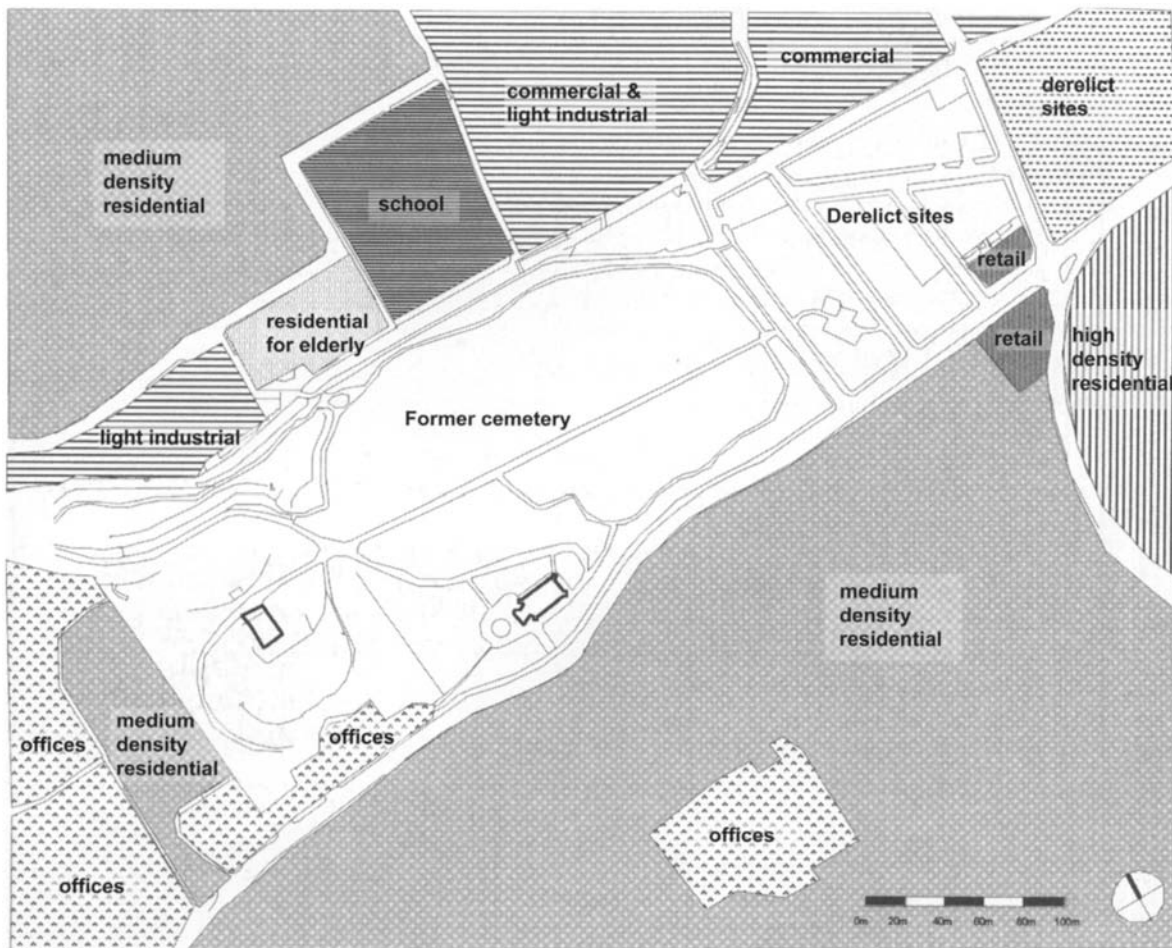 commercial
commercial &
light industrial
derelict
sites
medium
density
residential
school
Derelict sites
retail
residential
for elderly
retail
high
density
residential
Former cemetery
light industrial
medium
density
residential
medium
density
residential
offices
offices
offices
offices
0m 20m 40m 60m 80m 100m